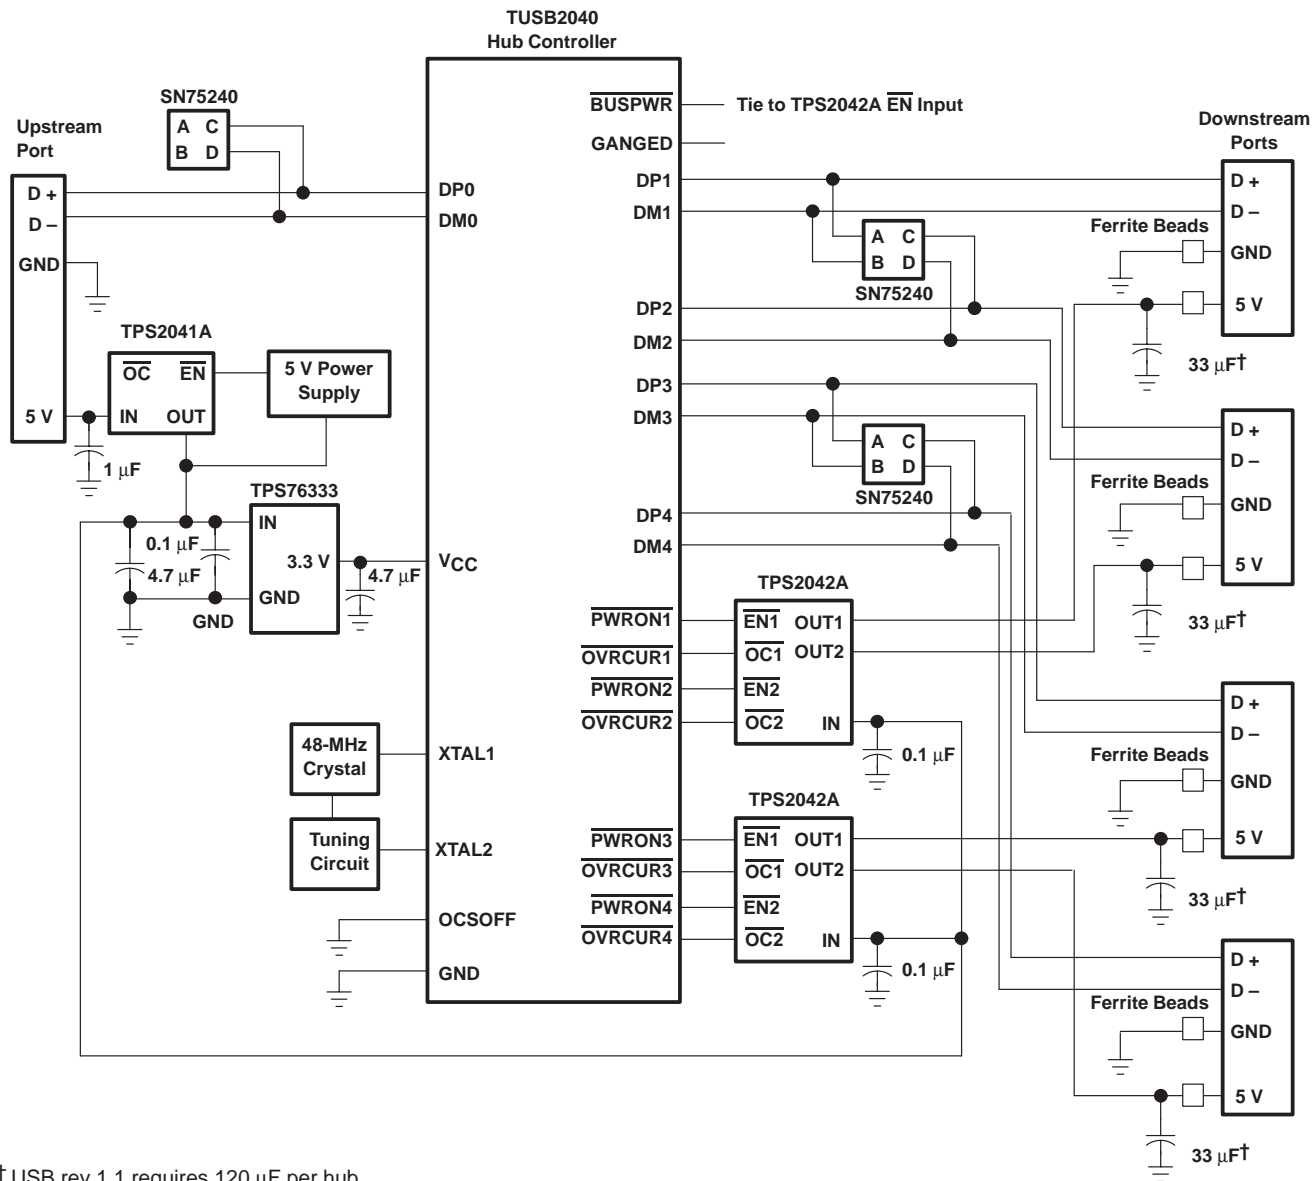 TUSB2040
Hub Controller
SN75240
A C
B D
Upstream
Port
D +
D –
GND
5 V
TPS2041A
OC EN
IN OUT
5 V Power
Supply
1 µF
TPS76333
IN
3.3 V
GND
0.1 µF
4.7 µF
GND
4.7 µF
48-MHz
Crystal
Tuning
Circuit
DP0
DM0
VCC
XTAL1
XTAL2
OCSOFF
GND
BUSPWR
Tie to TPS2042A EN Input
GANGED
DP1
DM1
A C
B D
SN75240
DP2
DM2
DP3
DM3
A C
B D
SN75240
DP4
DM4
TPS2042A
PWRON1
OVRCUR1
PWRON2
OVRCUR2
EN1 OUT1
OC1 OUT2
EN2
OC2 IN
0.1 µF
TPS2042A
PWRON3
OVRCUR3
PWRON4
OVRCUR4
EN1 OUT1
OC1 OUT2
EN2
OC2 IN
0.1 µF
Downstream
Ports
D +
D –
Ferrite Beads
GND
5 V
33 µF†
D +
D –
Ferrite Beads
GND
5 V
33 µF†
D +
D –
Ferrite Beads
GND
5 V
33 µF†
D +
D –
Ferrite Beads
GND
5 V
33 µF†
† USB rev 1.1 requires 120 µF per hub